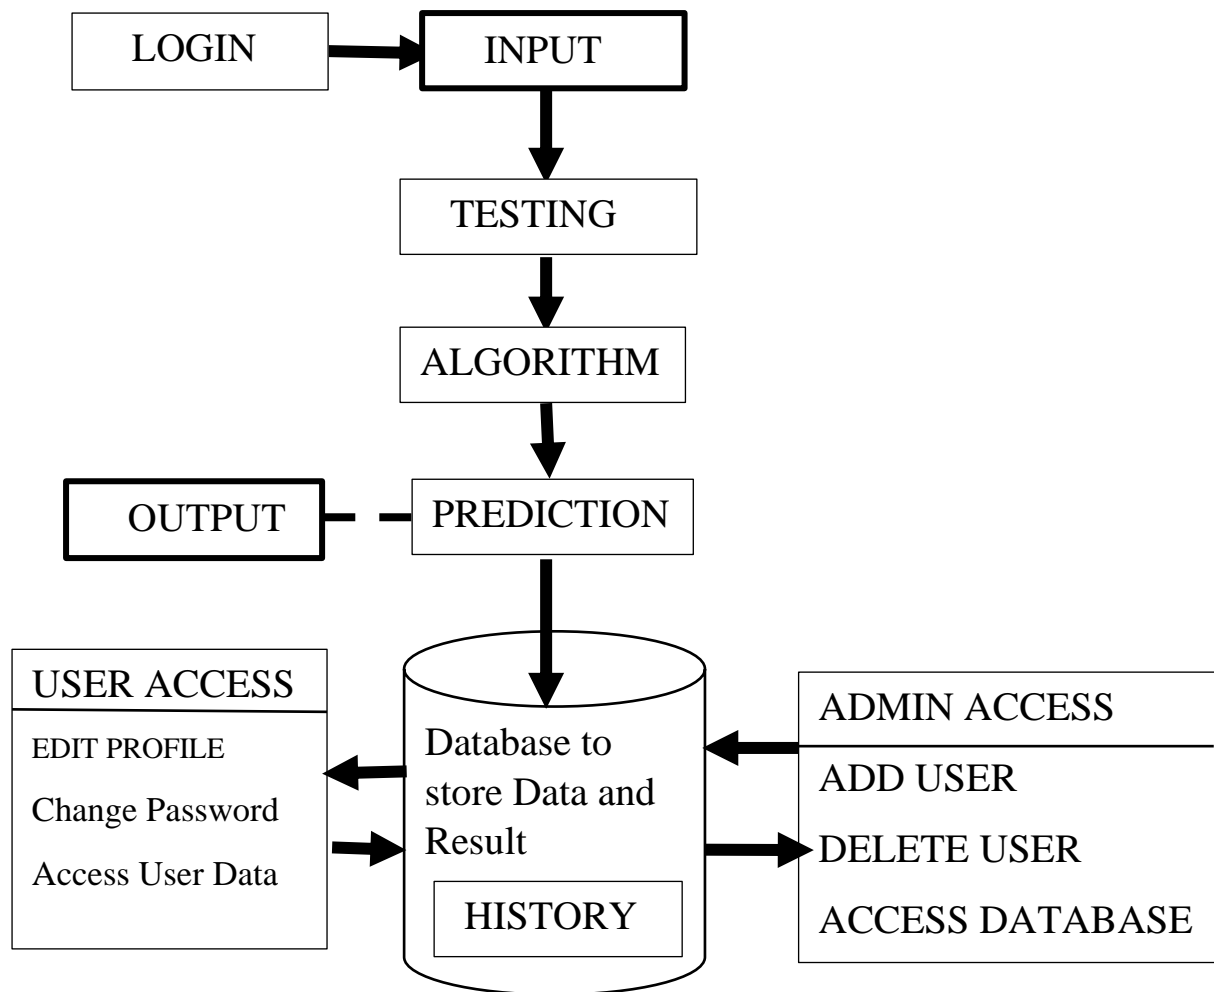 LOGIN
INPUT
TESTING
ALGORITHM
OUTPUT
PREDICTION
USER ACCESS
EDIT PROFILE
Change Password
Access User Data
Database to
store Data and
Result
HISTORY
ADMIN ACCESS
ADD USER
DELETE USER
ACCESS DATABASE